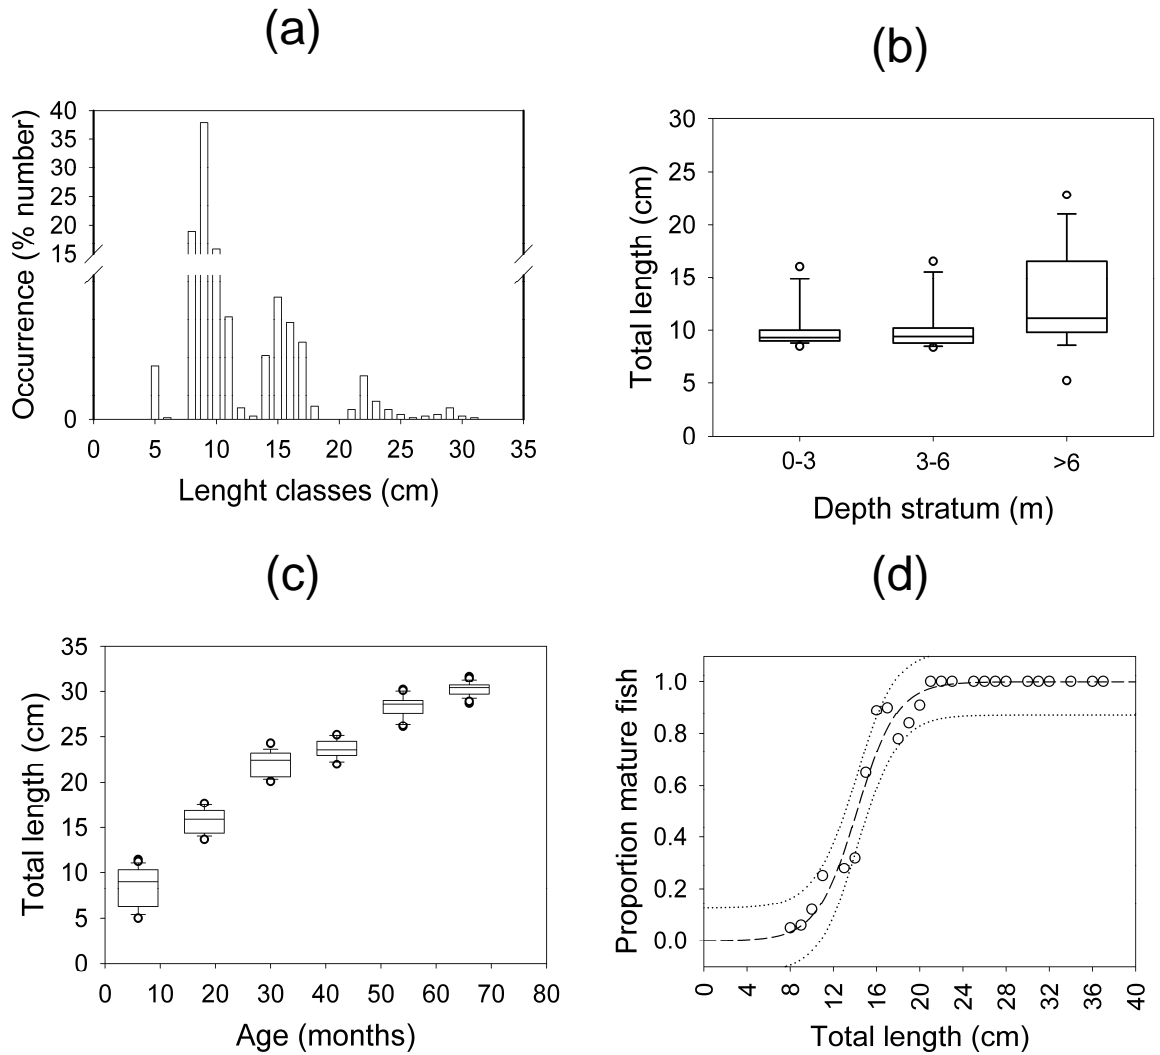 (a)
Occurrence (% number)
40
35
30
25
20
15
0
0 5 10 15 20 25 30 35
Lenght classes (cm)
(b)
Total length (cm)
30
25
20
15
10
5
0
0-3 3-6 >6
Depth stratum (m)
(c)
Total length (cm)
35
30
25
20
15
10
5
0
0 10 20 30 40 50 60 70 80
Age (months)
(d)
Proportion mature fish
1.0
0.8
0.6
0.4
0.2
0.0
0 4 8 12 16 20 24 28 32 36 40
Total length (cm)